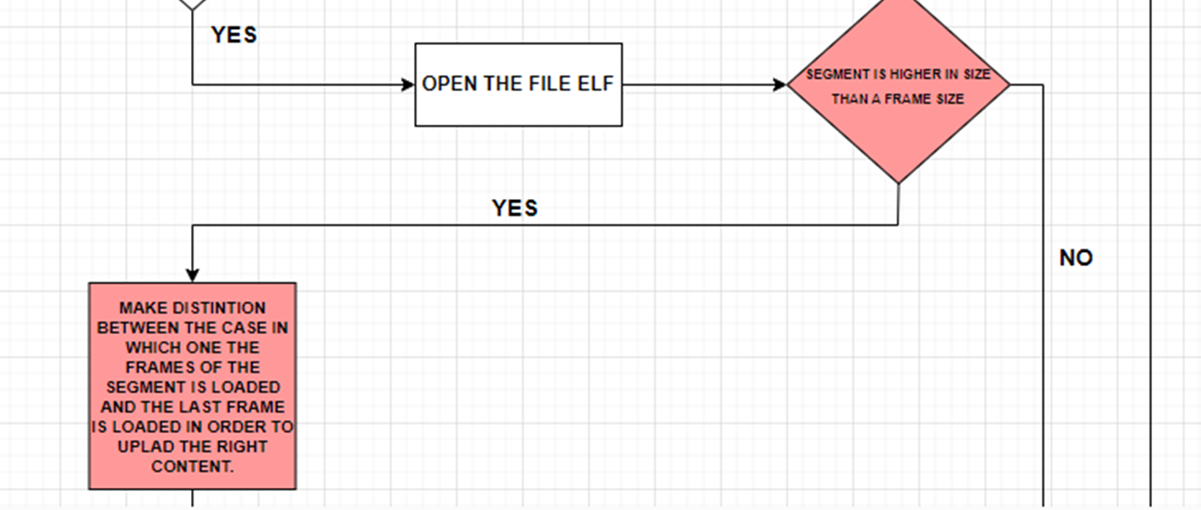 YES
OPEN THE FILE ELF
SEGMENT IS HIGHER IN SIZE
THAN A FRAME SIZE
YES
NO
MAKE DISTINTION
BETWEEN THE CASE IN
WHICH ONE THE
FRAMES OF THE
SEGMENT IS LOADED
AND THE LAST FRAME
IS LOADED IN ORDER TO
UPLAD THE RIGHT
CONTENT.